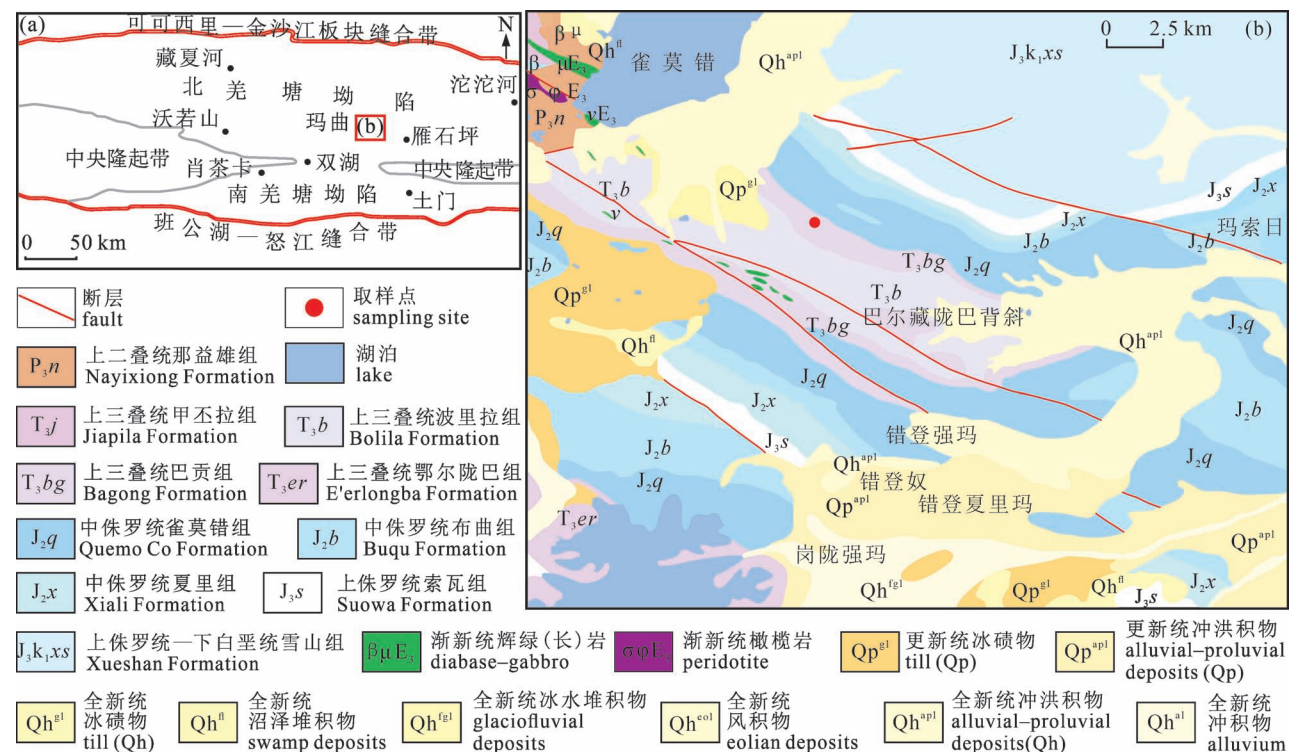 (a)
可可西里—金沙江板块缝合带
N
藏夏河
北羌塘坳陷
沱沱河
沃若山
玛曲
(b)
雁石坪
中央隆起带
肖茶卡
双湖
中央隆起带
南羌塘坳陷
土门
班公湖—怒江缝合带
0 50 km
(b)
0 2.5 km
βμ
Qhᶠˡ
雀莫错
Qhᵃᵖˡ
J₃k₁xs
β μE₃
σφE₃
P₃n
νE₃
T₃b
ν
Qpᵍˡ
J₃s
J₂x
J₂x
J₂b
J₂b
玛索日
J₂q
J₂b
T₃bg
J₂q
T₃b
Qpᵍˡ
巴尔藏陇巴背斜
T₃bg
Qhᶠˡ
Qhᵃᵖˡ
J₂q
J₂q
J₂x
J₂x
J₂b
J₂b
J₃s
错登强玛
J₂q
Qhᵃᵖˡ
错登奴
J₂q
Qpᵃᵖˡ
错登夏里玛
T₃er
岗陇强玛
Qpᵃᵖˡ
Qhᶠᵍˡ
Qpᵍˡ
Qhᶠˡ
J₂x
J₃s
断层
fault
取样点
sampling site
P₃n
上二叠统那益雄组
Nayixiong Formation
湖泊
lake
T₃j
上三叠统甲丕拉组
Jiapila Formation
T₃b
上三叠统波里拉组
Bolila Formation
T₃bg
上三叠统巴贡组
Bagong Formation
T₃er
上三叠统鄂尔陇巴组
E'erlongba Formation
J₂q
中侏罗统雀莫错组
Quemo Co Formation
J₂b
中侏罗统布曲组
Buqu Formation
J₂x
中侏罗统夏里组
Xiali Formation
J₃s
上侏罗统索瓦组
Suowa Formation
J₃k₁xs
上侏罗统—下白垩统雪山组
Xueshan Formation
βμE₃
渐新统辉绿(长)岩
diabase–gabbro
σφE₃
渐新统橄榄岩
peridotite
Qpᵍˡ
更新统冰碛物
till (Qp)
Qpᵃᵖˡ
更新统冲洪积物
alluvial–proluvial
deposits (Qp)
Qhᵍˡ
全新统
冰碛物
till (Qh)
Qhᶠˡ
全新统
沼泽堆积物
swamp deposits
Qhᶠᵍˡ
全新统冰水堆积物
glaciofluvial
deposits
Qhᵉᵒˡ
全新统
风积物
eolian deposits
Qhᵃᵖˡ
全新统冲洪积物
alluvial–proluvial
deposits(Qh)
Qhᵃˡ
全新统
冲积物
alluvium